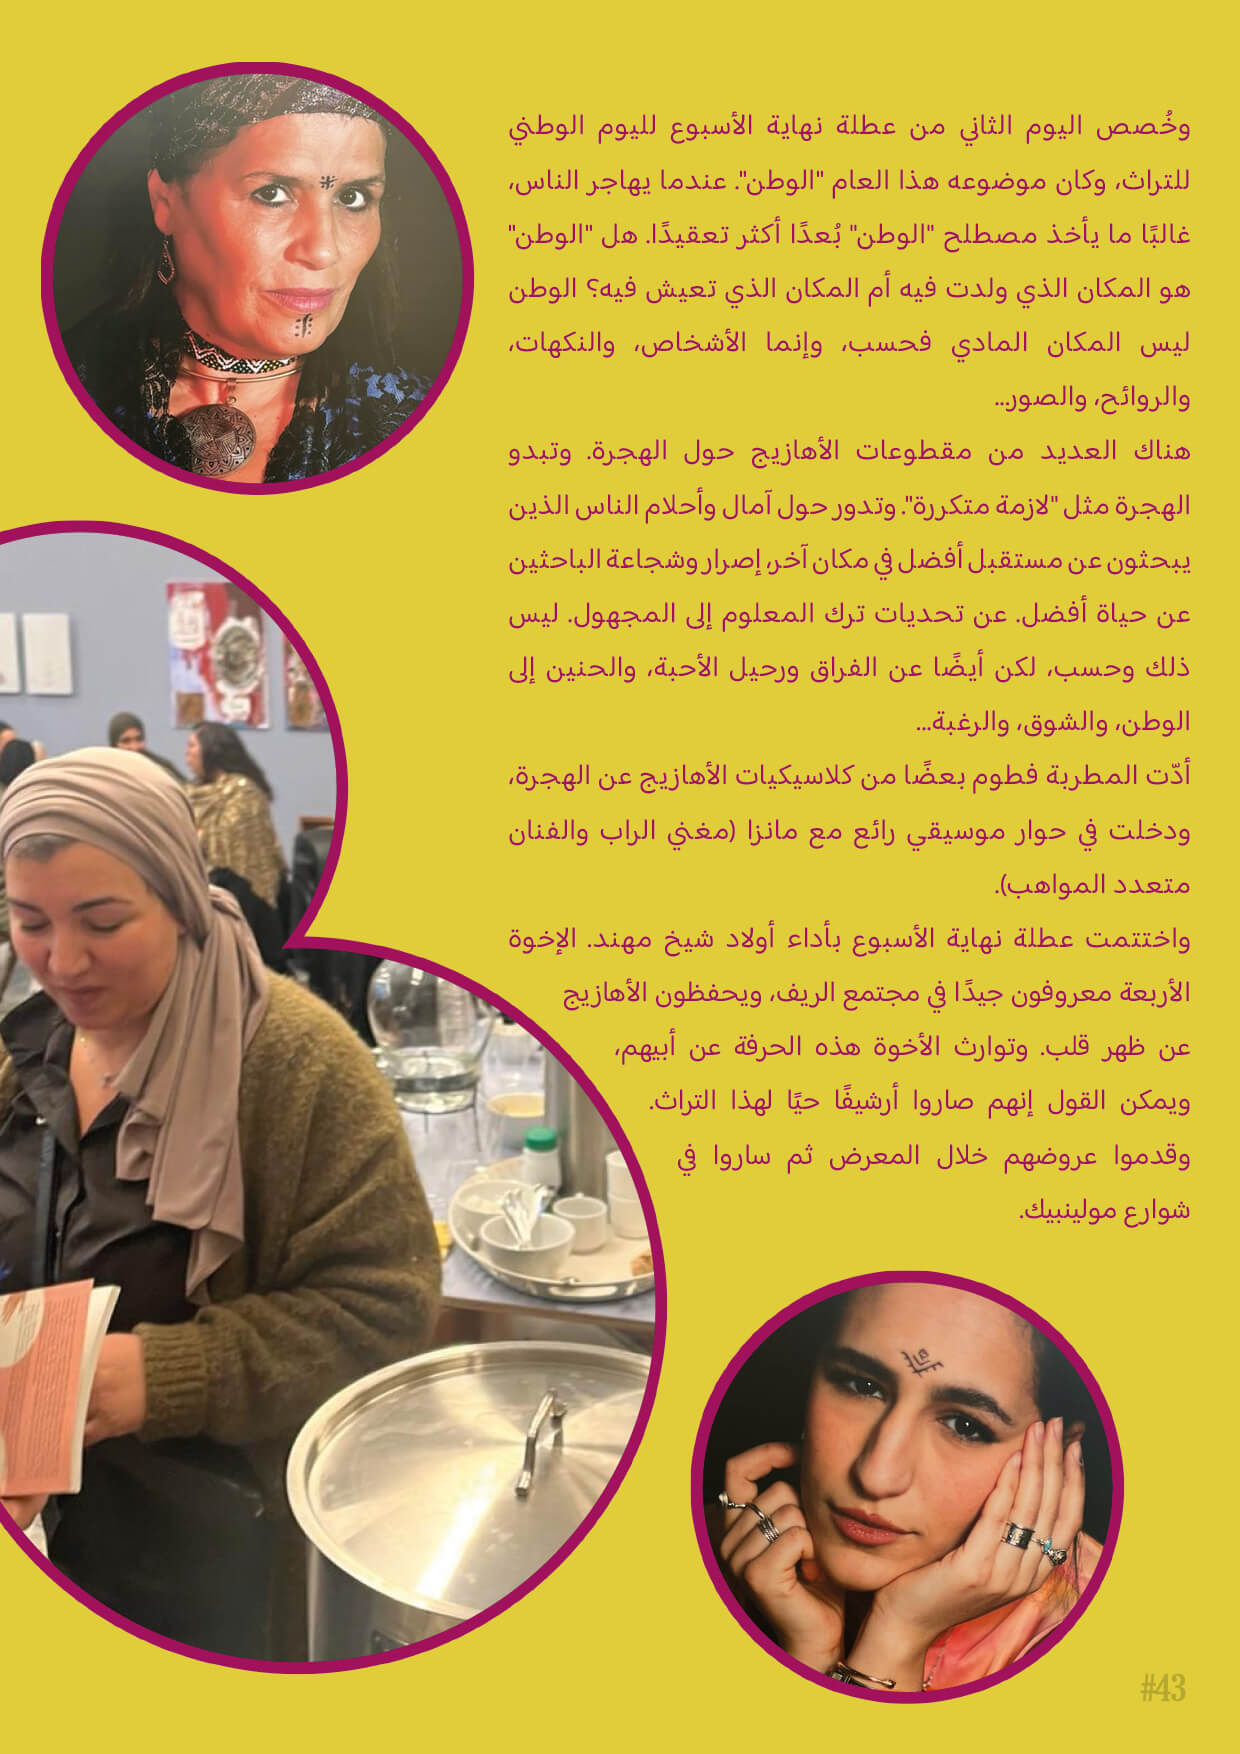 وخُصص اليوم الثاني من عطلة نهاية الأسبوع لليوم الوطني
للتراث، وكان موضوعه هذا العام "الوطن". عندما يهاجر الناس،
غالبًا ما يأخذ مصطلح "الوطن" بُعدًا أكثر تعقيدًا. هل "الوطن"
هو المكان الذي ولدت فيه أم المكان الذي تعيش فيه؟ الوطن
ليس المكان المادي فحسب، وإنما الأشخاص، والنكهات،
والروائح، والصور...
هناك العديد من مقطوعات الأهازيج حول الهجرة. وتبدو
الهجرة مثل "لازمة متكررة". وتدور حول آمال وأحلام الناس الذين
يبحثون عن مستقبل أفضل في مكان آخر، إصرار وشجاعة الباحثين
عن حياة أفضل. عن تحديات ترك المعلوم إلى المجهول. ليس
ذلك وحسب، لكن أيضًا عن الفراق ورحيل الأحبة، والحنين إلى
الوطن، والشوق، والرغبة...
أدّت المطربة فطوم بعضًا من كلاسيكيات الأهازيج عن الهجرة،
ودخلت في حوار موسيقي رائع مع مانزا (مغني الراب والفنان
متعدد المواهب).
واختتمت عطلة نهاية الأسبوع بأداء أولاد شيخ مهند. الإخوة
الأربعة معروفون جيدًا في مجتمع الريف، ويحفظون الأهازيج
عن ظهر قلب. وتوارث الأخوة هذه الحرفة عن أبيهم،
ويمكن القول إنهم صاروا أرشيفًا حيًا لهذا التراث.
وقدموا عروضهم خلال المعرض ثم ساروا في
شوارع مولينبيك.
#43